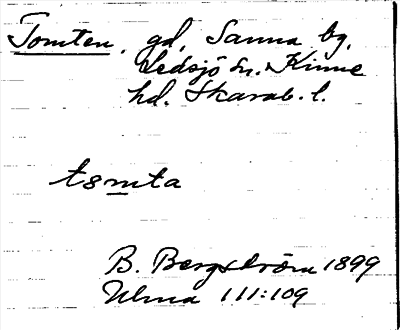 Tomten, gd, Sanna by,
Ledsjö sn. Kinne
hd. Skarab. l.
tømta
B. Bergström 1899
Ulma 111:109